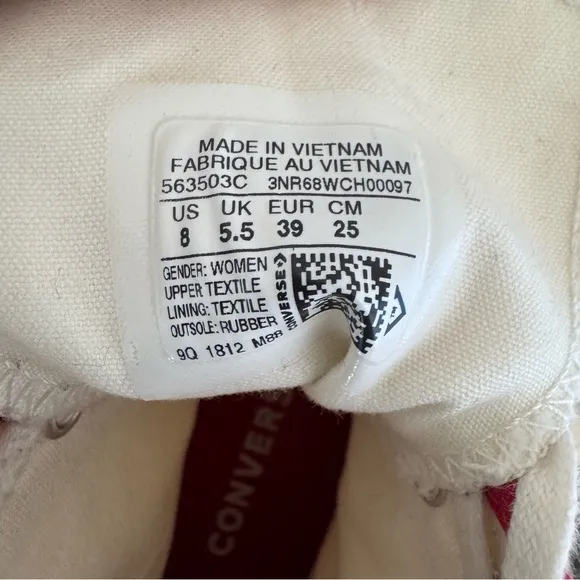 MADE IN VIETNAM
FABRIQUE AU VIETNAM
563503C 3NR68WCH00097
US UK EUR CM
8 5.5 39 25
GENDER: WOMEN
UPPER: TEXTILE
LINING: TEXTILE
OUTSOLE: RUBBER
CONVERSE
9Q 1812 M88
CONVERS